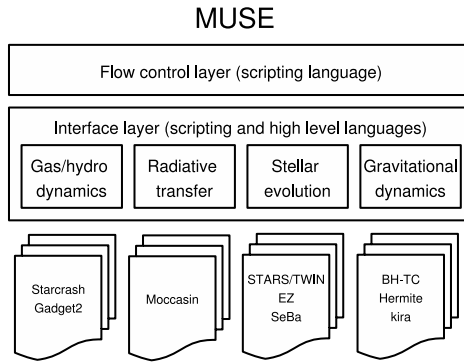 MUSE
Flow control layer (scripting language)
Interface layer (scripting and high level languages)
Gas/hydro
dynamics
Radiative
transfer
Stellar
evolution
Gravitational
dynamics
Starcrash
Gadget2
Moccasin
STARS/TWIN
EZ
SeBa
BH-TC
Hermite
kira